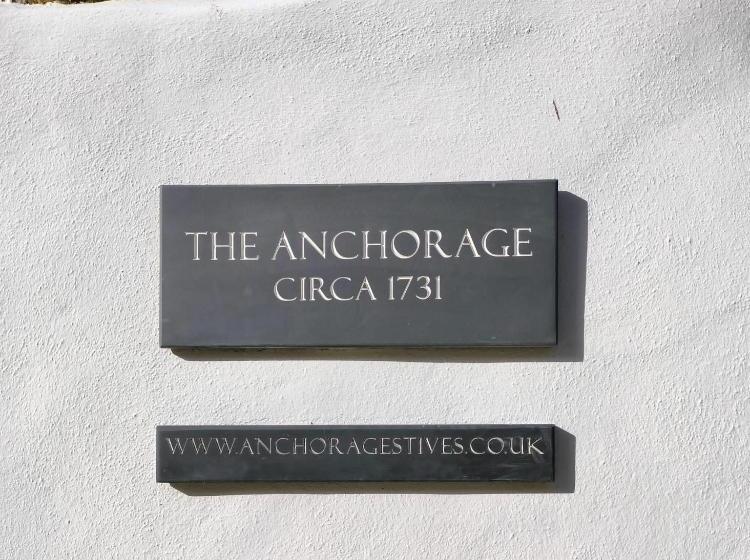 THE ANCHORAGE
CIRCA 1731
WWW.ANCHORAGESTIVES.CO.UK